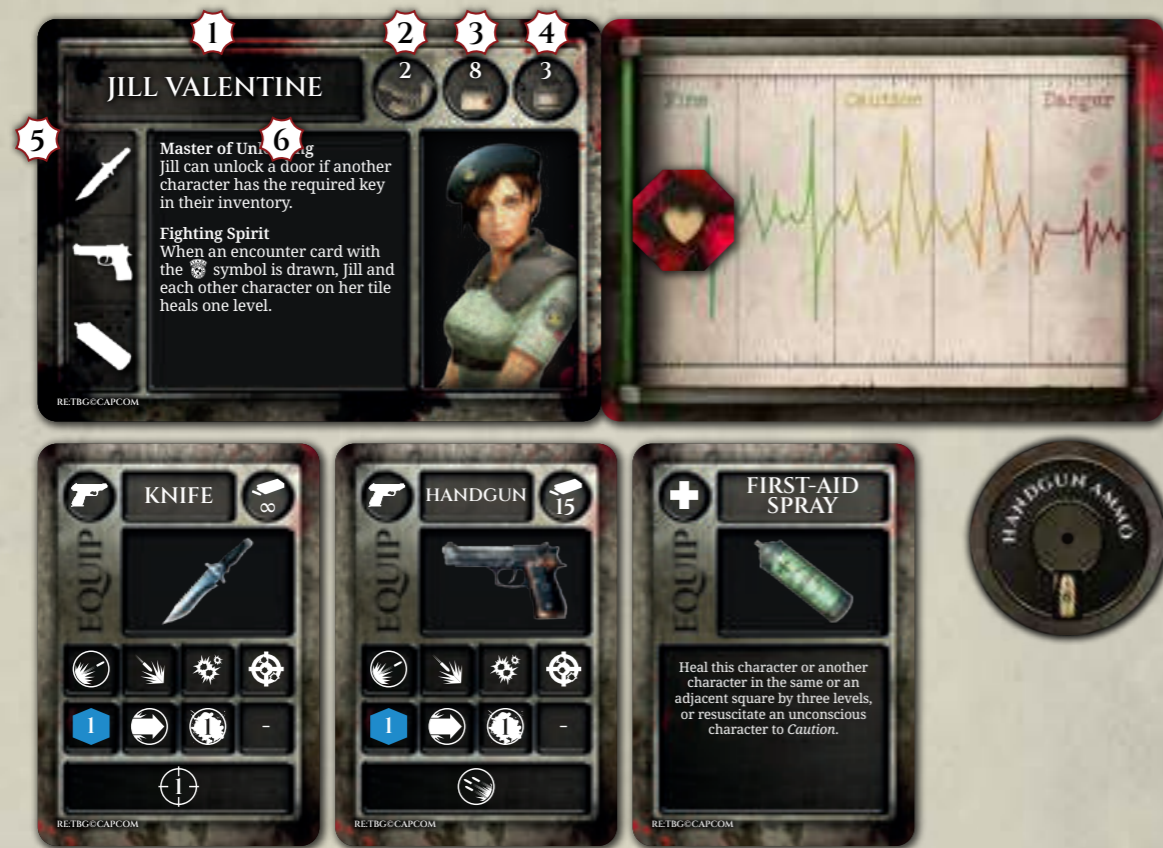 1
2
3
4
JILL VALENTINE
2
8
3
5
6
Master of
Jill can unlock a door if another
character has the required key
in their inventory.
Fighting Spirit
When an encounter card with
the symbol is drawn, Jill and
each other character on her tile
heals one level.
RE:TBG©CAPCOM
Fine
Caution
Danger
KNIFE
∞
EQUIP
1
1
-
1
RE:TBG©CAPCOM
HANDGUN
15
EQUIP
1
1
-
RE:TBG©CAPCOM
FIRST-AID
SPRAY
EQUIP
Heal this character or another
character in the same or an
adjacent square by three levels,
or resuscitate an unconscious
character to Caution.
RE:TBG©CAPCOM
HANDGUN AMMO